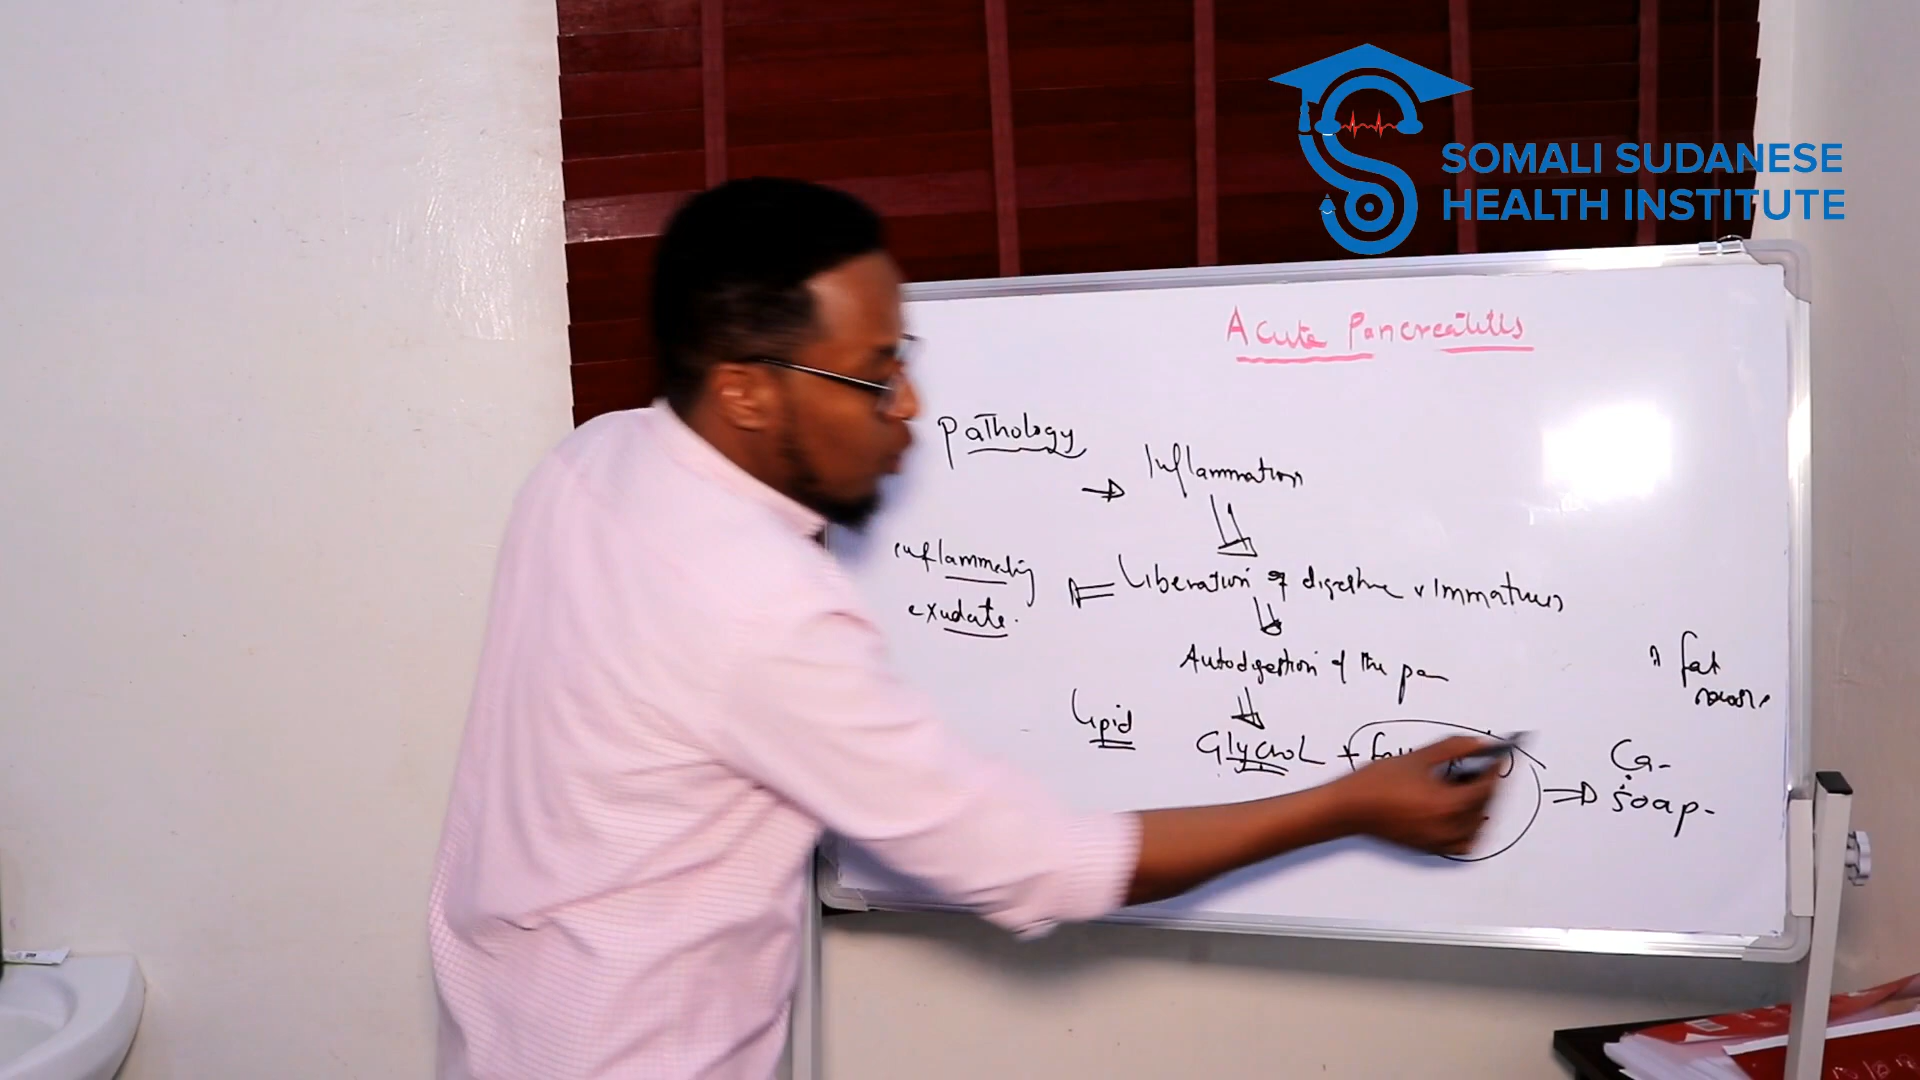 SOMALI SUDANESE
HEALTH INSTITUTE
Acute Pancreatitis
Pathology
Inflammation
inflammatory
exudate.
Liberation of digestive
Autodigestion of the pan
Lipid
Glycerol +
fat
Ca-
soap-